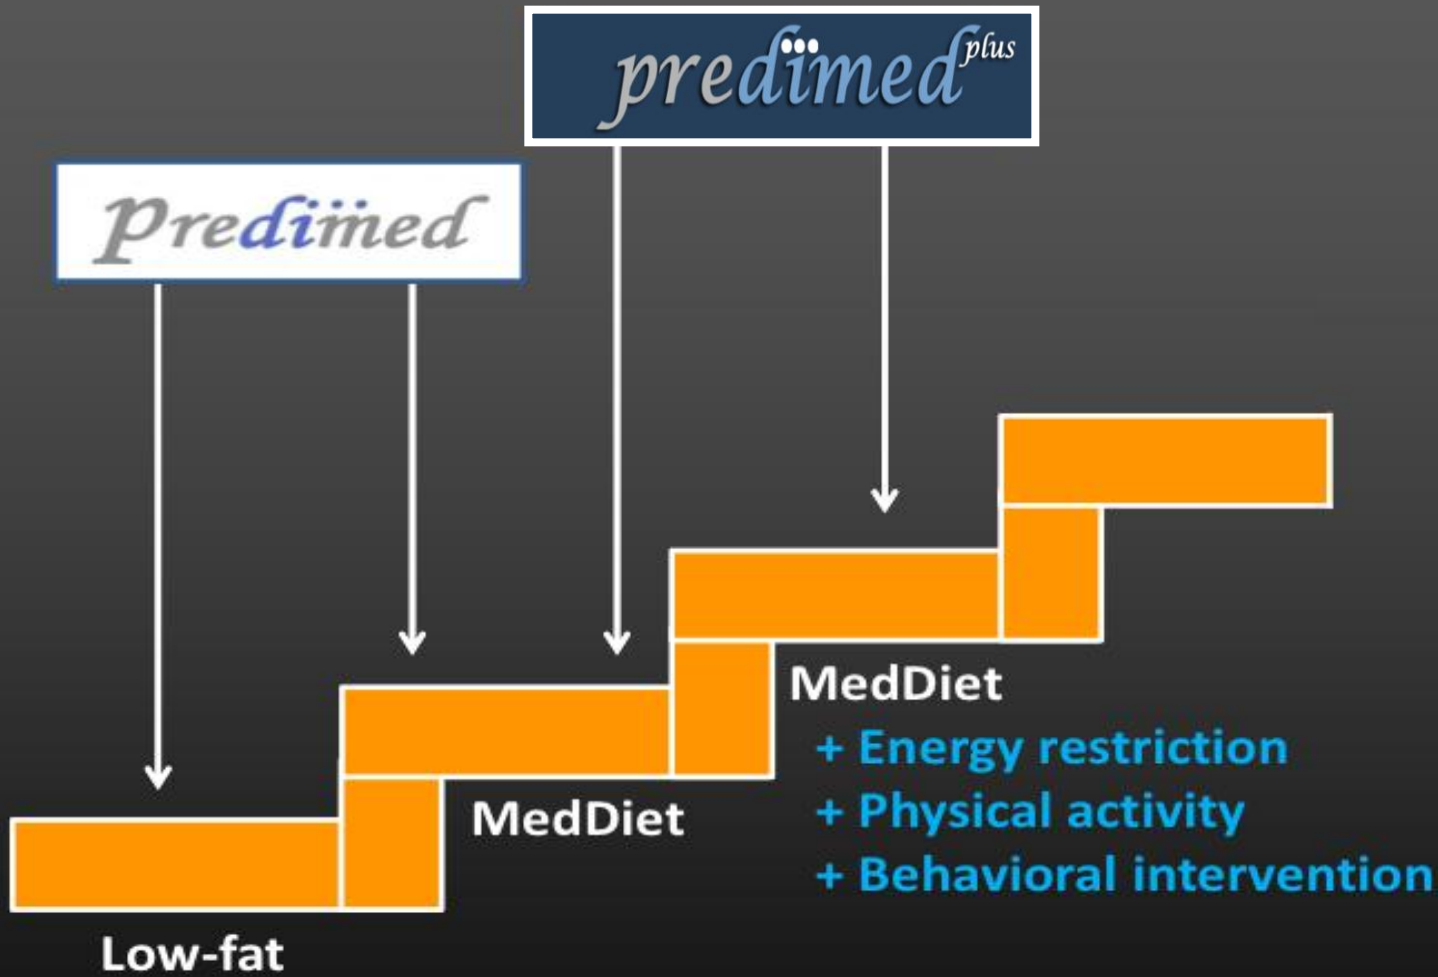 predimed plus
Predimed
MedDiet
+ Energy restriction
+ Physical activity
+ Behavioral intervention
MedDiet
Low-fat